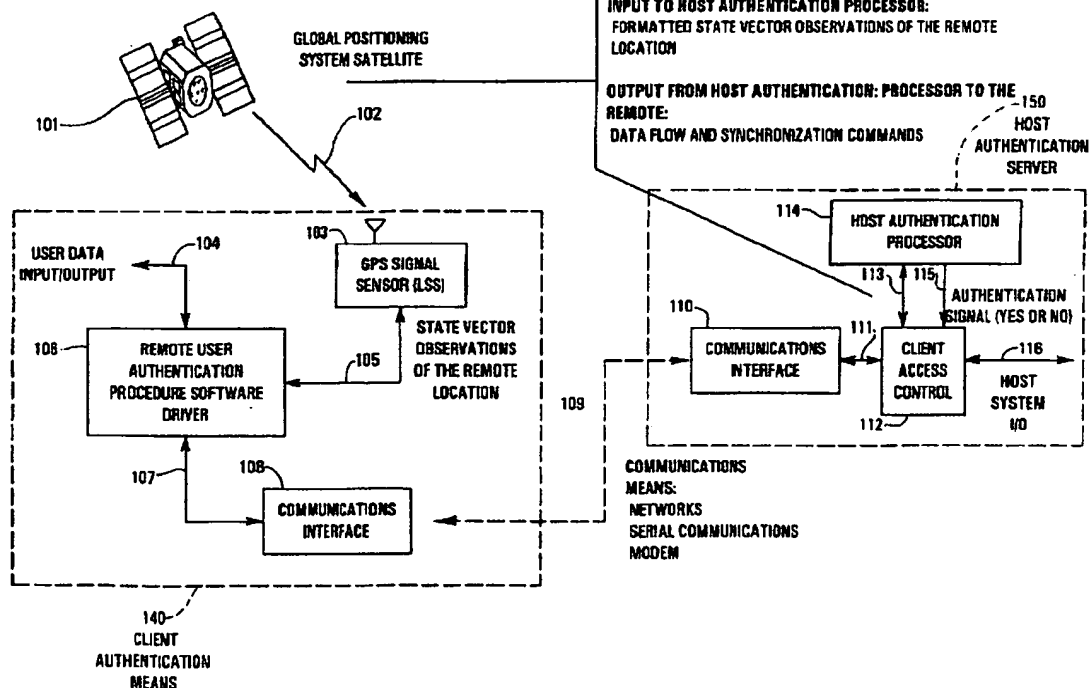 INPUT TO HOST AUTHENTICATION PROCESSOR:
FORMATTED STATE VECTOR OBSERVATIONS OF THE REMOTE
LOCATION
OUTPUT FROM HOST AUTHENTICATION: PROCESSOR TO THE
REMOTE:
DATA FLOW AND SYNCHRONIZATION COMMANDS
GLOBAL POSITIONING
SYSTEM SATELLITE
101
102
150
HOST
AUTHENTICATION
SERVER
104
USER DATA
INPUT/OUTPUT
103
GPS SIGNAL
SENSOR (LSS)
106
REMOTE USER
AUTHENTICATION
PROCEDURE SOFTWARE
DRIVER
105
STATE VECTOR
OBSERVATIONS
OF THE REMOTE
LOCATION
107
108
COMMUNICATIONS
INTERFACE
140
CLIENT
AUTHENTICATION
MEANS
109
COMMUNICATIONS
MEANS:
NETWORKS
SERIAL COMMUNICATIONS
MODEM
114
HOST AUTHENTICATION
PROCESSOR
113
115
AUTHENTICATION
SIGNAL (YES OR NO)
110
COMMUNICATIONS
INTERFACE
111
CLIENT
ACCESS
CONTROL
112
116
HOST
SYSTEM
I/O